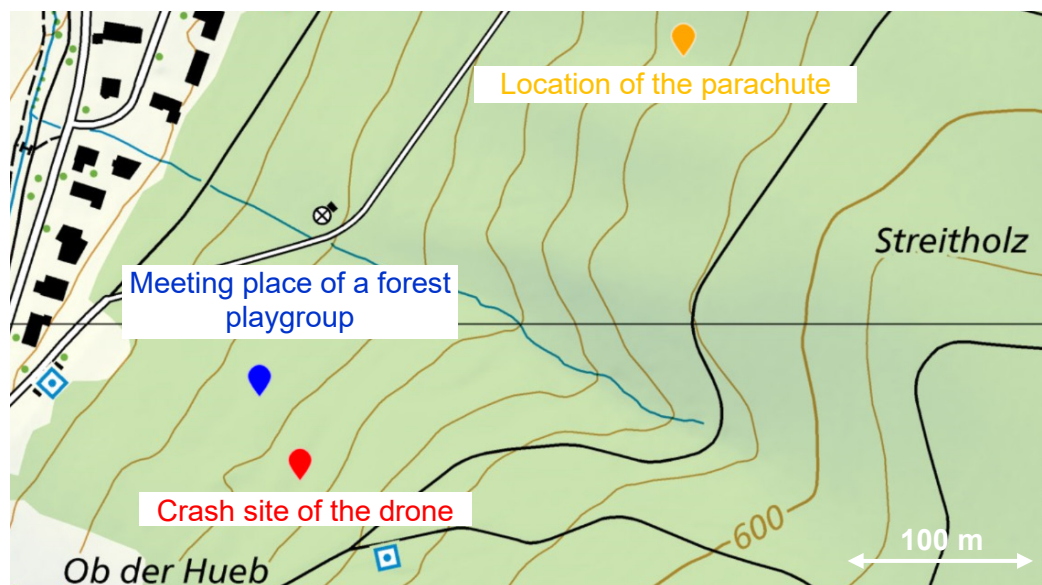 Location of the parachute
Streitholz
Meeting place of a forest
playgroup
Crash site of the drone
600
100 m
Ob der Hueb